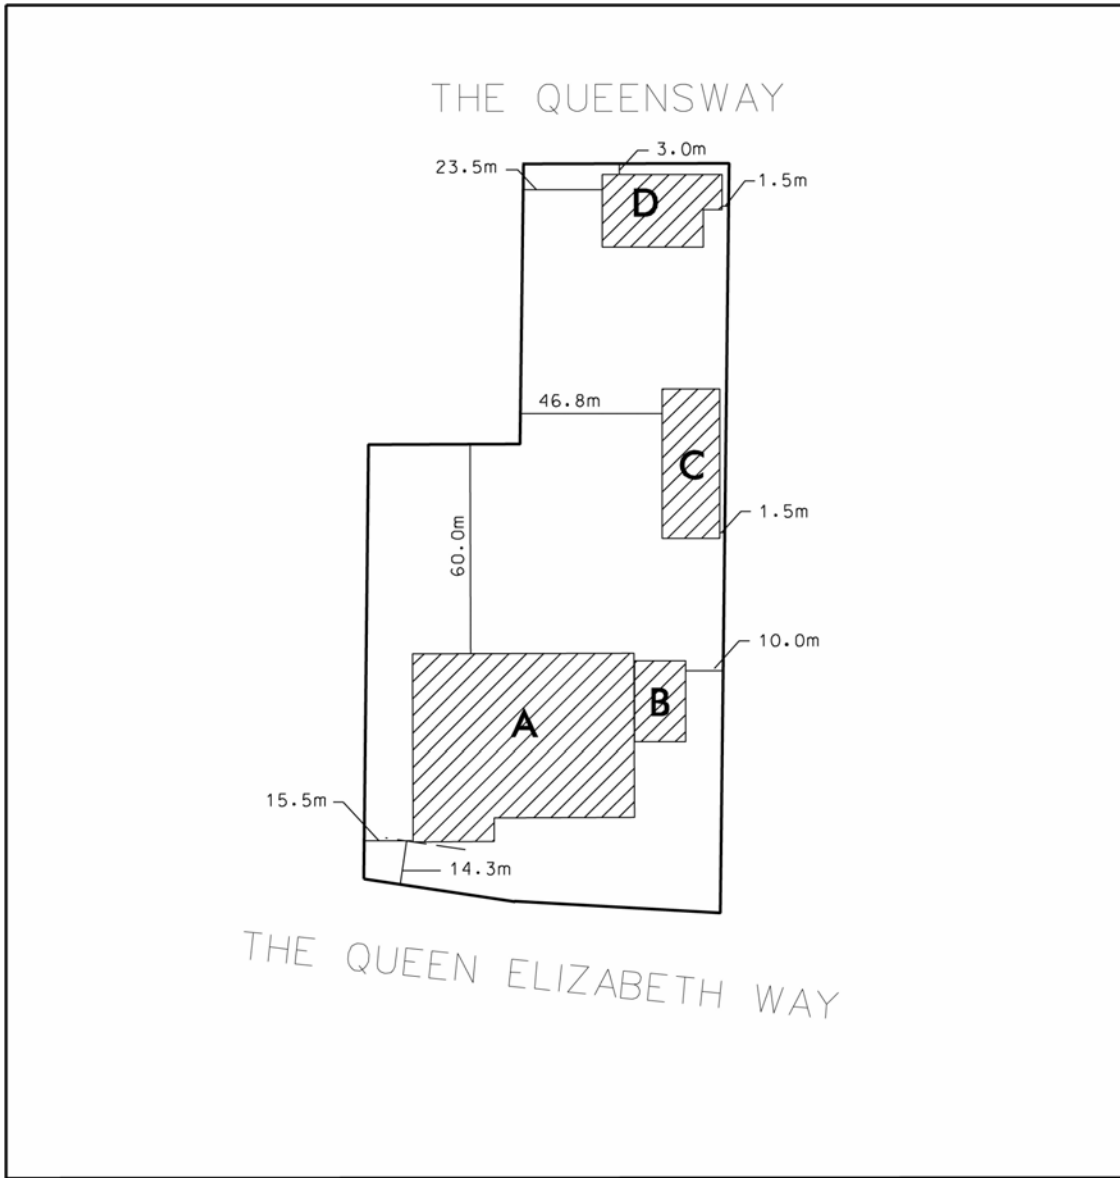 THE QUEENSWAY
3.0m
23.5m
1.5m
D
46.8m
C
1.5m
60.0m
10.0m
B
A
15.5m
14.3m
THE QUEEN ELIZABETH WAY